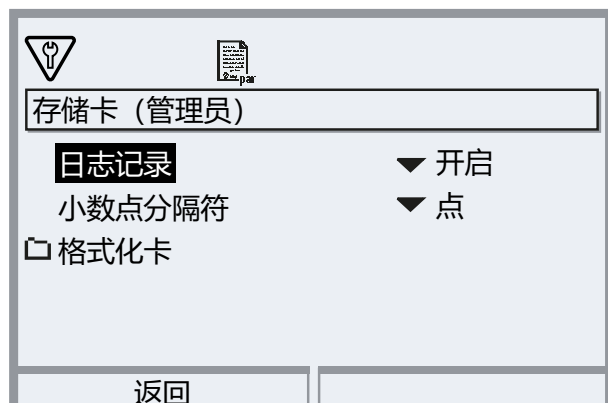 par
存储卡（管理员）
日志记录 开启
小数点分隔符 点
格式化卡
返回